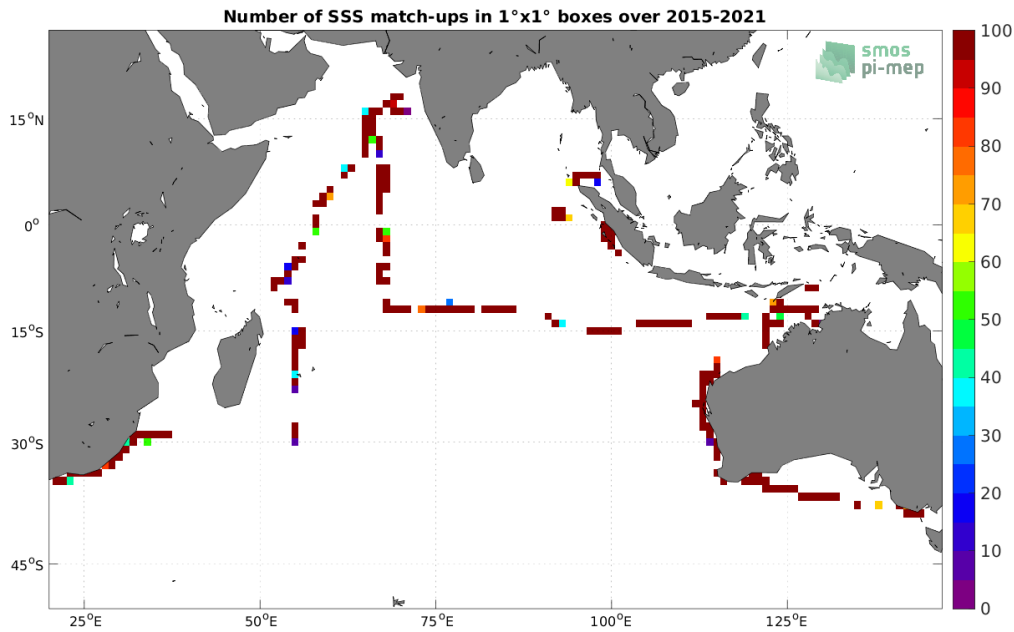 Number of SSS match-ups in 1°x1° boxes over 2015-2021
smos
pi-mep
100
90
80
70
60
50
40
30
20
10
0
15°N
0°
15°S
30°S
45°S
25°E
50°E
75°E
100°E
125°E